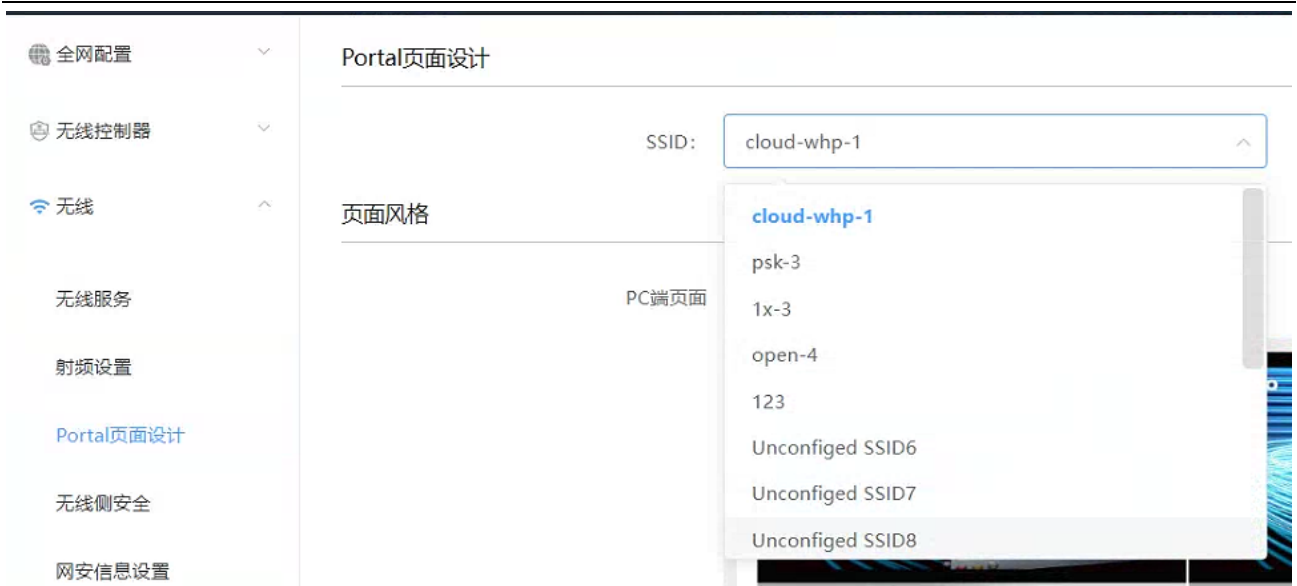 全网配置
无线控制器
无线
无线服务
射频设置
Portal页面设计
无线侧安全
网安信息设置
Portal页面设计
SSID:
cloud-whp-1
页面风格
PC端页面
cloud-whp-1
psk-3
1x-3
open-4
123
Unconfiged SSID6
Unconfiged SSID7
Unconfiged SSID8